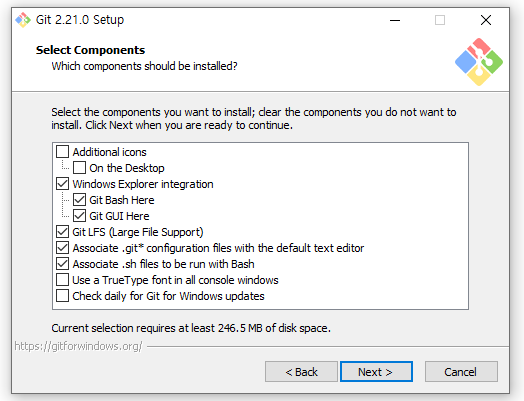 Git 2.21.0 Setup
Select Components
Which components should be installed?
Select the components you want to install; clear the components you do not want to
install. Click Next when you are ready to continue.
Additional icons
On the Desktop
Windows Explorer integration
Git Bash Here
Git GUI Here
Git LFS (Large File Support)
Associate .git* configuration files with the default text editor
Associate .sh files to be run with Bash
Use a TrueType font in all console windows
Check daily for Git for Windows updates
Current selection requires at least 246.5 MB of disk space.
https://gitforwindows.org/
< Back
Next >
Cancel